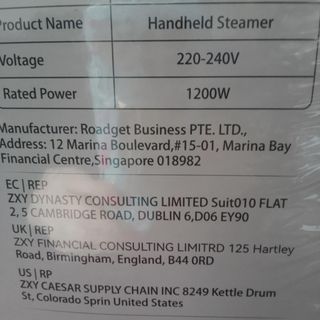 Product Name Handheld Steamer
Voltage 220-240V
Rated Power 1200W
Manufacturer: Roadget Business PTE. LTD.,
Address: 12 Marina Boulevard,#15-01, Marina Bay
Financial Centre,Singapore 018982
EC | REP
ZXY DYNASTY CONSULTING LIMITED Suit010 FLAT
2, 5 CAMBRIDGE ROAD, DUBLIN 6,D06 EY90
UK | REP
ZXY FINANCIAL CONSULTING LIMITRD 125 Hartley
Road, Birmingham, England, B44 0RD
US | RP
ZXY CAESAR SUPPLY CHAIN INC 8249 Kettle Drum
St, Colorado Sprin United States